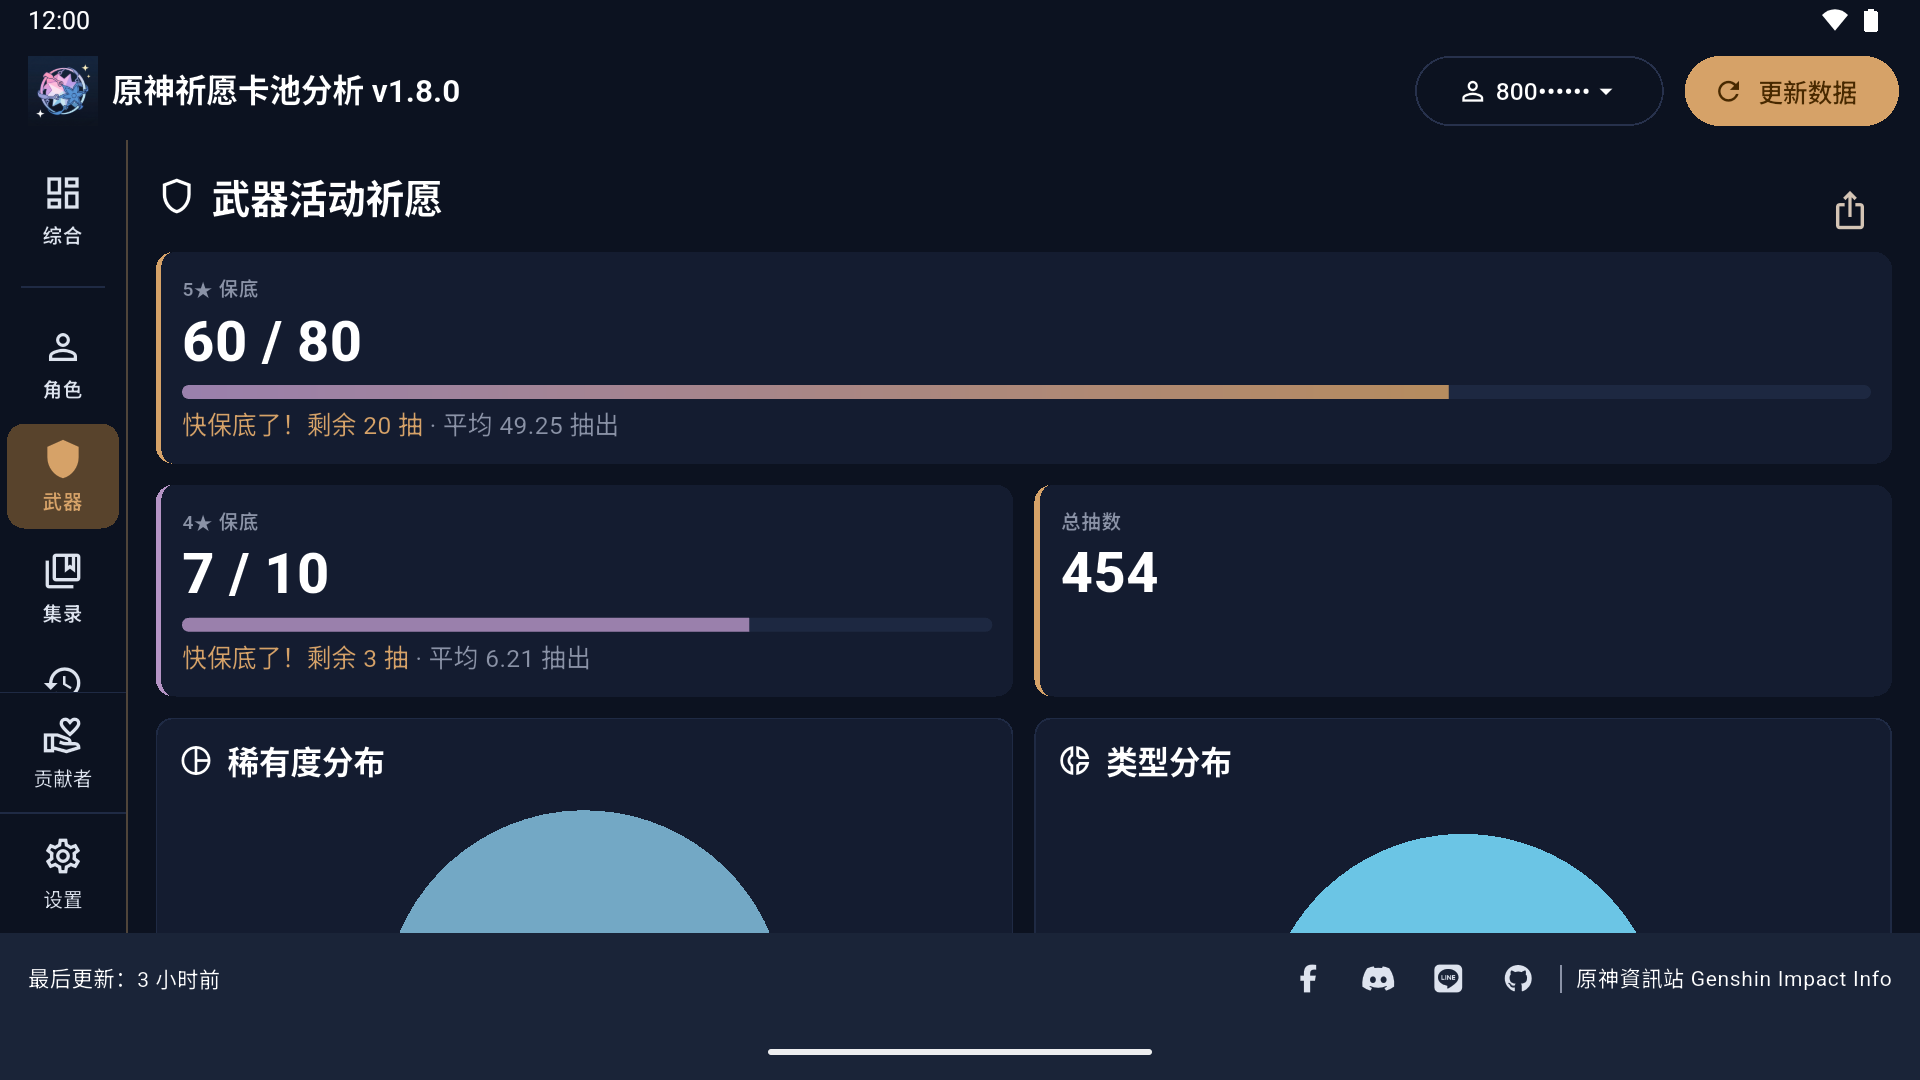 12:00
原神祈愿卡池分析 v1.8.0
800••••••
更新数据
综合
角色
武器
集录
贡献者
设置
武器活动祈愿
5★ 保底
60 / 80
快保底了！剩余 20 抽 · 平均 49.25 抽出
4★ 保底
7 / 10
快保底了！剩余 3 抽 · 平均 6.21 抽出
总抽数
454
稀有度分布
类型分布
最后更新：3 小时前
LINE
原神資訊站 Genshin Impact Info